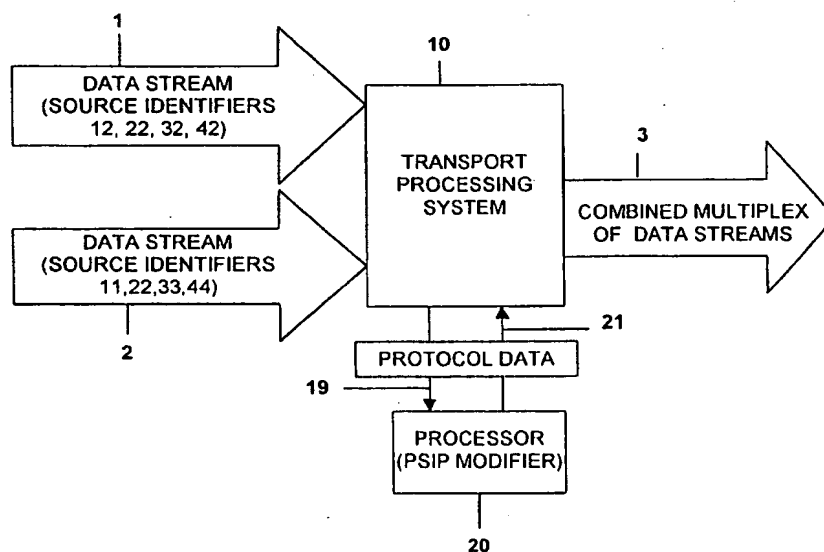 1
DATA STREAM
(SOURCE IDENTIFIERS
12, 22, 32, 42)
10
TRANSPORT
PROCESSING
SYSTEM
3
COMBINED MULTIPLEX
OF DATA STREAMS
DATA STREAM
(SOURCE IDENTIFIERS
11,22,33,44)
2
21
PROTOCOL DATA
19
PROCESSOR
(PSIP MODIFIER)
20